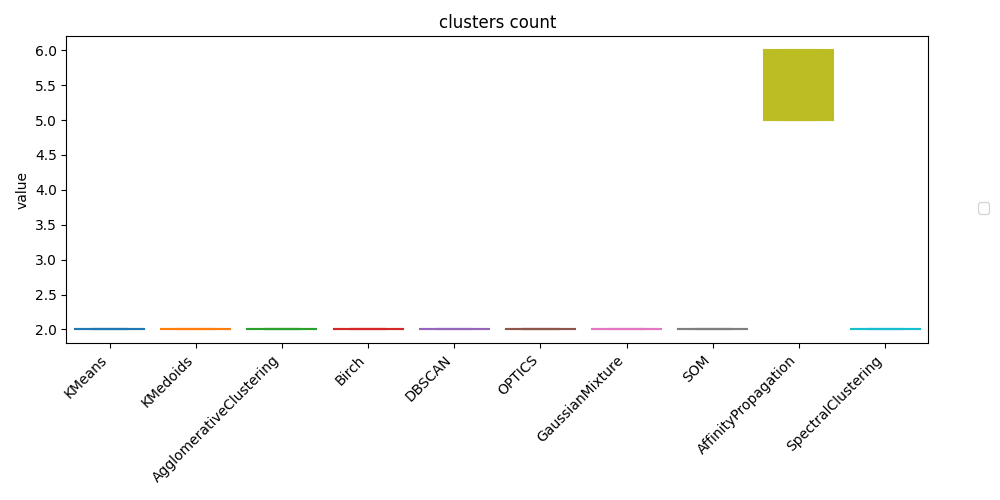 clusters count
value
6.0
5.5
5.0
4.5
4.0
3.5
3.0
2.5
2.0
KMeans
KMedoids
AgglomerativeClustering
Birch
DBSCAN
OPTICS
GaussianMixture
SOM
AffinityPropagation
SpectralClustering